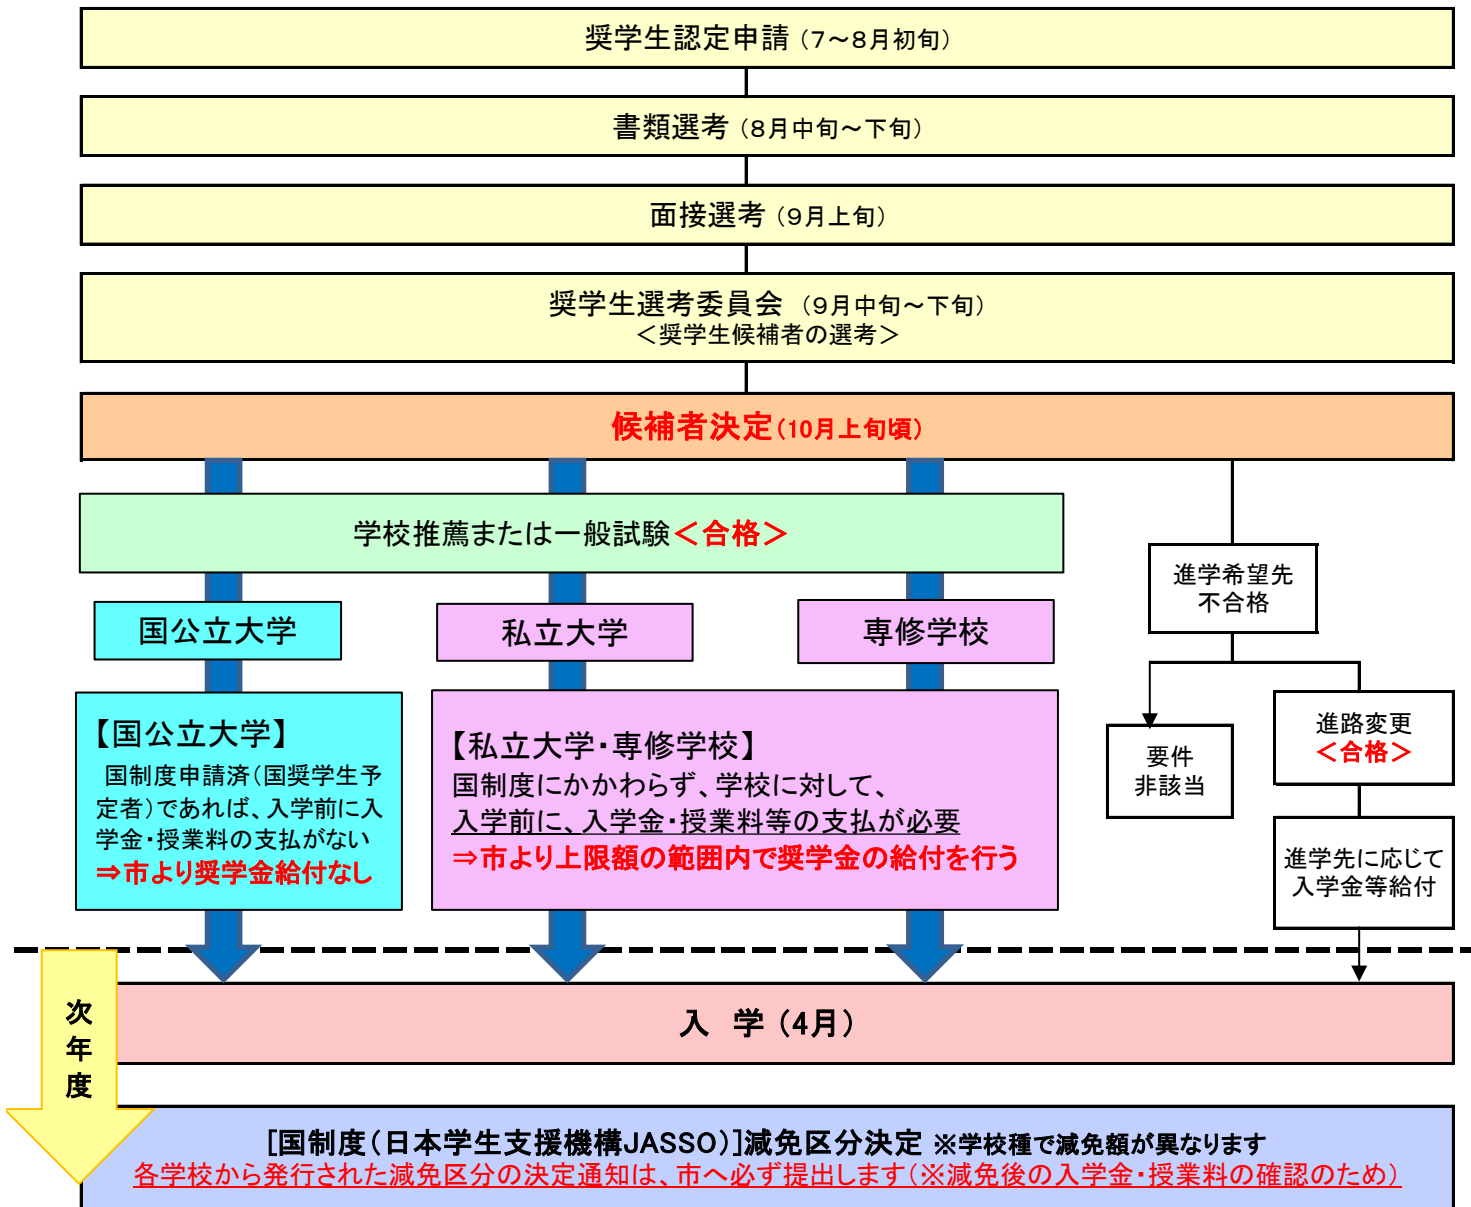 奨学生認定申請（7～8月初旬）
書類選考（8月中旬～下旬）
面接選考（9月上旬）
奨学生選考委員会（9月中旬～下旬）
＜奨学生候補者の選考＞
候補者決定（10月上旬頃）
学校推薦または一般試験＜合格＞
国公立大学
私立大学
専修学校
【国公立大学】
国制度申請済（国奨学生予
定者）であれば、入学前に入
学金・授業料の支払がない
⇒市より奨学金給付なし
【私立大学・専修学校】
国制度にかかわらず、学校に対して、
入学前に、入学金・授業料等の支払が必要
⇒市より上限額の範囲内で奨学金の給付を行う
進学希望先
不合格
要件
非該当
進路変更
＜合格＞
進学先に応じて
入学金等給付
次
年
度
入　学（4月）
[国制度（日本学生支援機構JASSO）]減免区分決定 ※学校種で減免額が異なります
各学校から発行された減免区分の決定通知は、市へ必ず提出します（※減免後の入学金・授業料の確認のため）